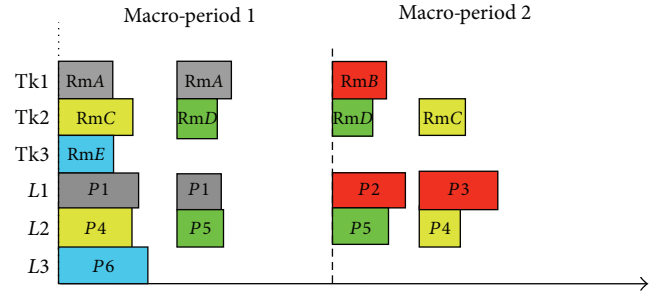 Macro-period 1 Macro-period 2
Tk1 RmA RmA RmB
Tk2 RmC RmD RmD RmC
Tk3 RmE
L1 P1 P1 P2 P3
L2 P4 P5 P5 P4
L3 P6